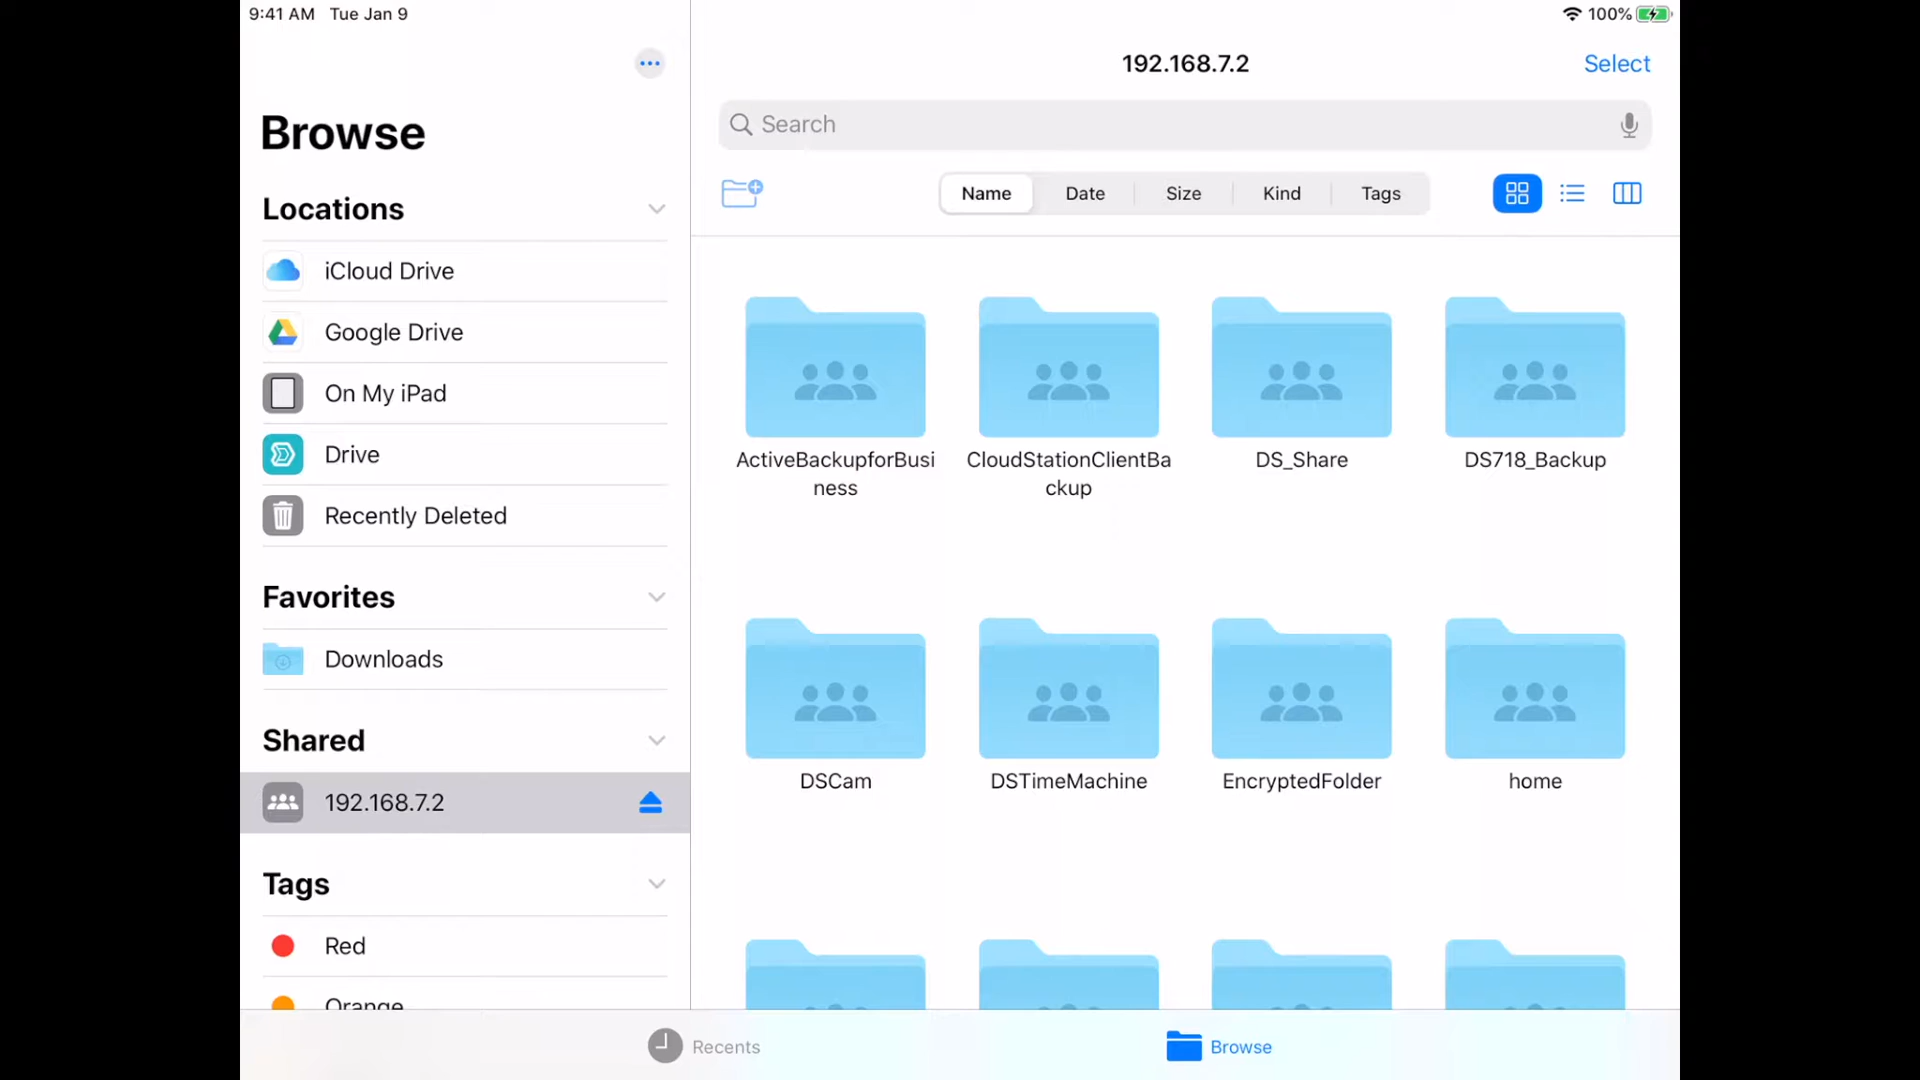 9:41 AM Tue Jan 9
100%
Browse
Locations
iCloud Drive
Google Drive
On My iPad
Drive
Recently Deleted
Favorites
Downloads
Shared
192.168.7.2
Tags
Red
Orange
192.168.7.2
Select
Search
Name Date Size Kind Tags
ActiveBackupforBusi
ness
CloudStationClientBa
ckup
DS_Share
DS718_Backup
DSCam
DSTimeMachine
EncryptedFolder
home
Recents
Browse